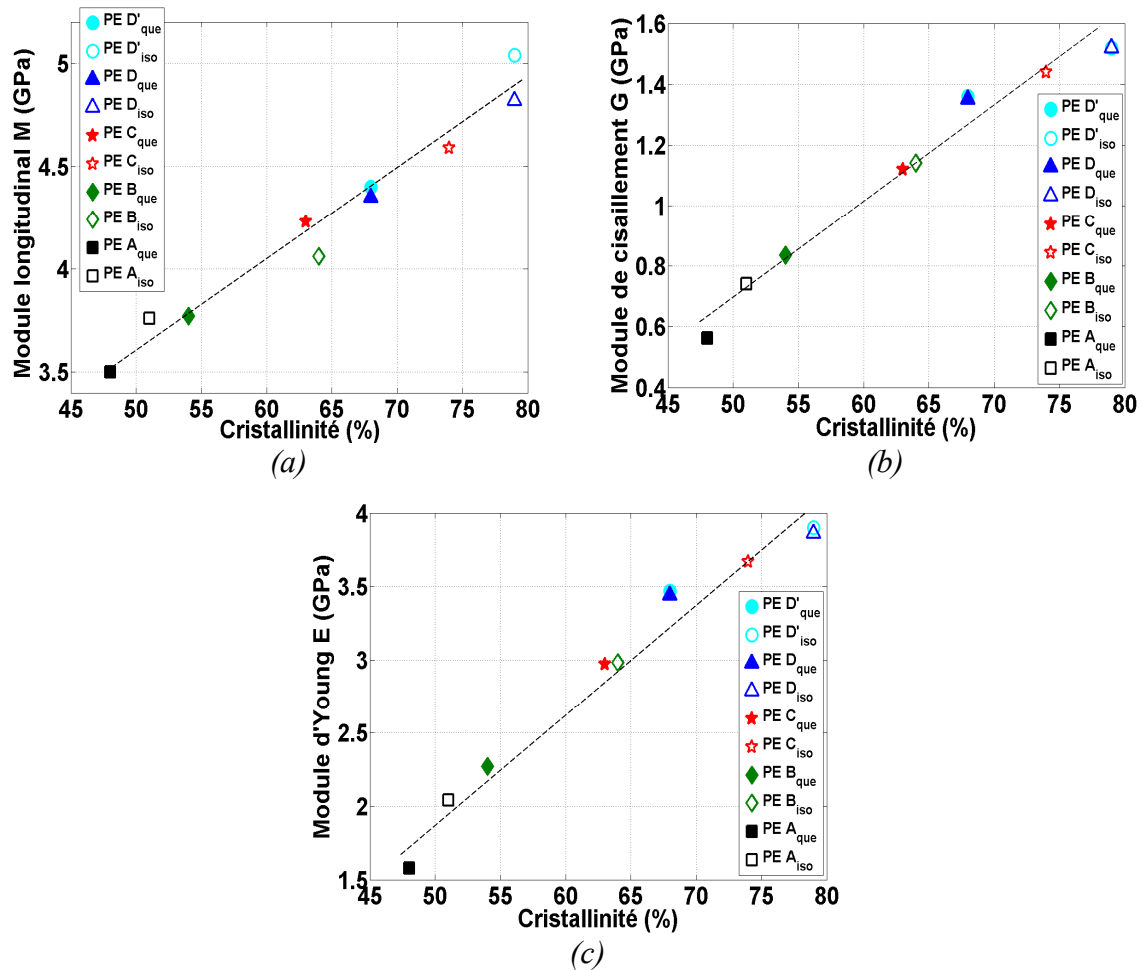 Module longitudinal M (GPa)
5
4.5
4
3.5
PE D'que
PE D'iso
PE Dque
PE Diso
PE Cque
PE Ciso
PE Bque
PE Biso
PE Aque
PE Aiso
45 50 55 60 65 70 75 80
Cristallinité (%)
(a)
Module de cisaillement G (GPa)
1.6
1.4
1.2
1
0.8
0.6
0.4
PE D'que
PE D'iso
PE Dque
PE Diso
PE Cque
PE Ciso
PE Bque
PE Biso
PE Aque
PE Aiso
45 50 55 60 65 70 75 80
Cristallinité (%)
(b)
Module d'Young E (GPa)
4
3.5
3
2.5
2
1.5
PE D'que
PE D'iso
PE Dque
PE Diso
PE Cque
PE Ciso
PE Bque
PE Biso
PE Aque
PE Aiso
45 50 55 60 65 70 75 80
Cristallinité (%)
(c)